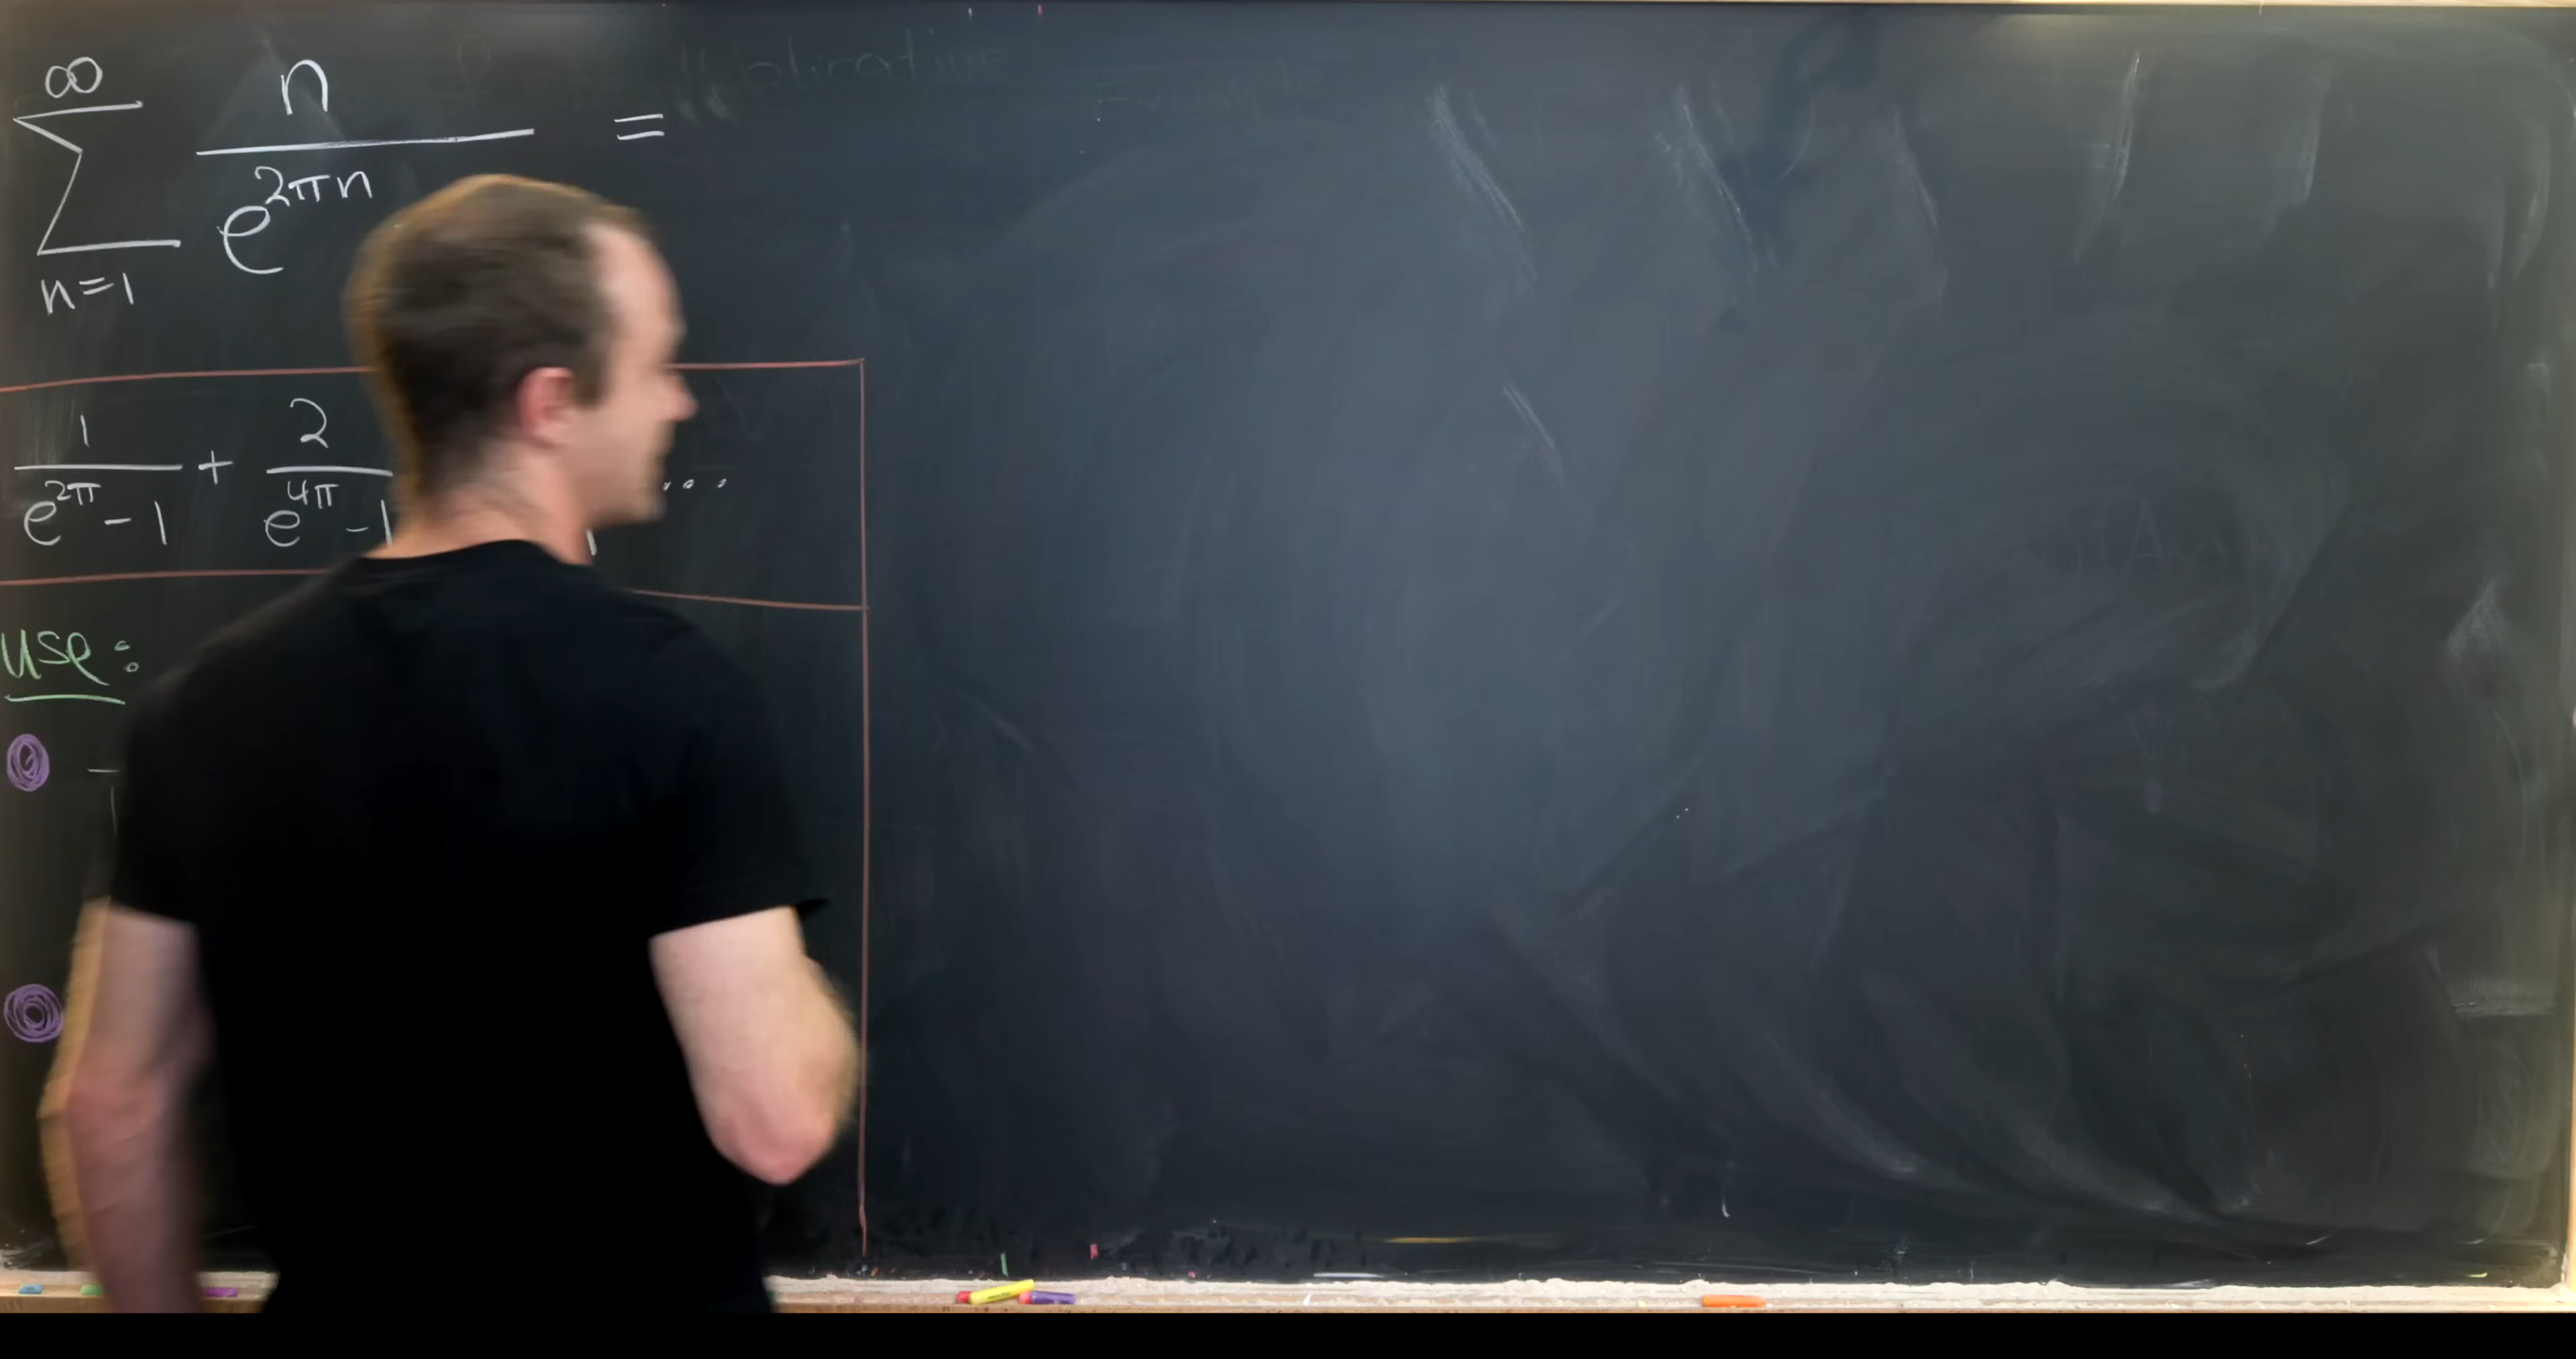 ∞
∑ n / e^{2πn} =
n=1
1 / (e^{2π} - 1) + 2 / (e^{4π} - 1 ...
use: